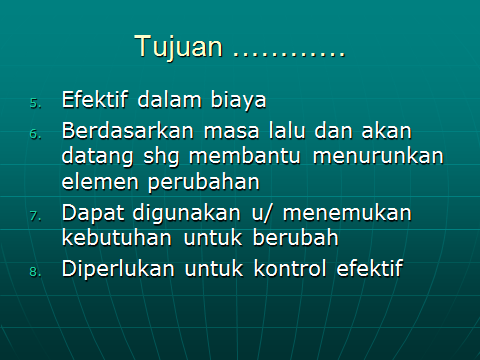 Tujuan …………
5. Efektif dalam biaya
6. Berdasarkan masa lalu dan akan
datang shg membantu menurunkan
elemen perubahan
7. Dapat digunakan u/ menemukan
kebutuhan untuk berubah
8. Diperlukan untuk kontrol efektif